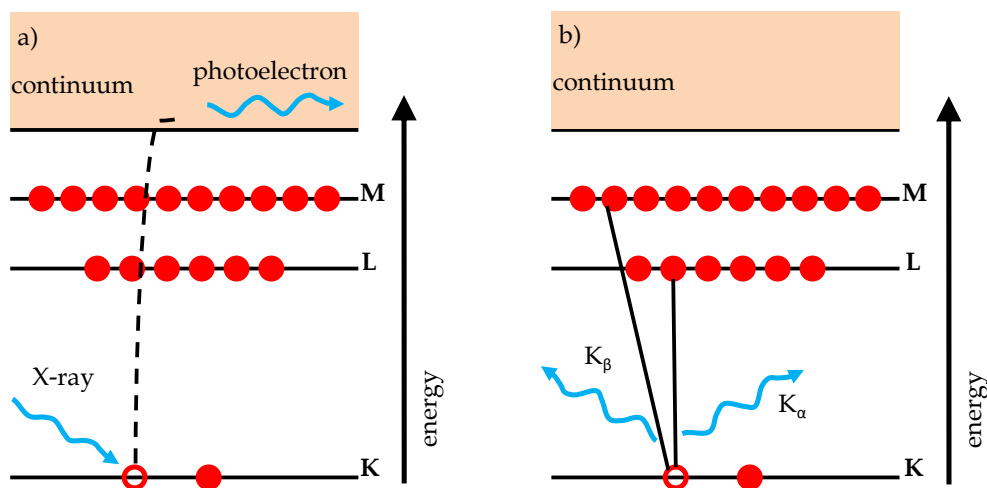 a)
photoelectron
continuum
M
L
X-ray
K
energy
b)
continuum
M
L
Kβ
Kα
K
energy